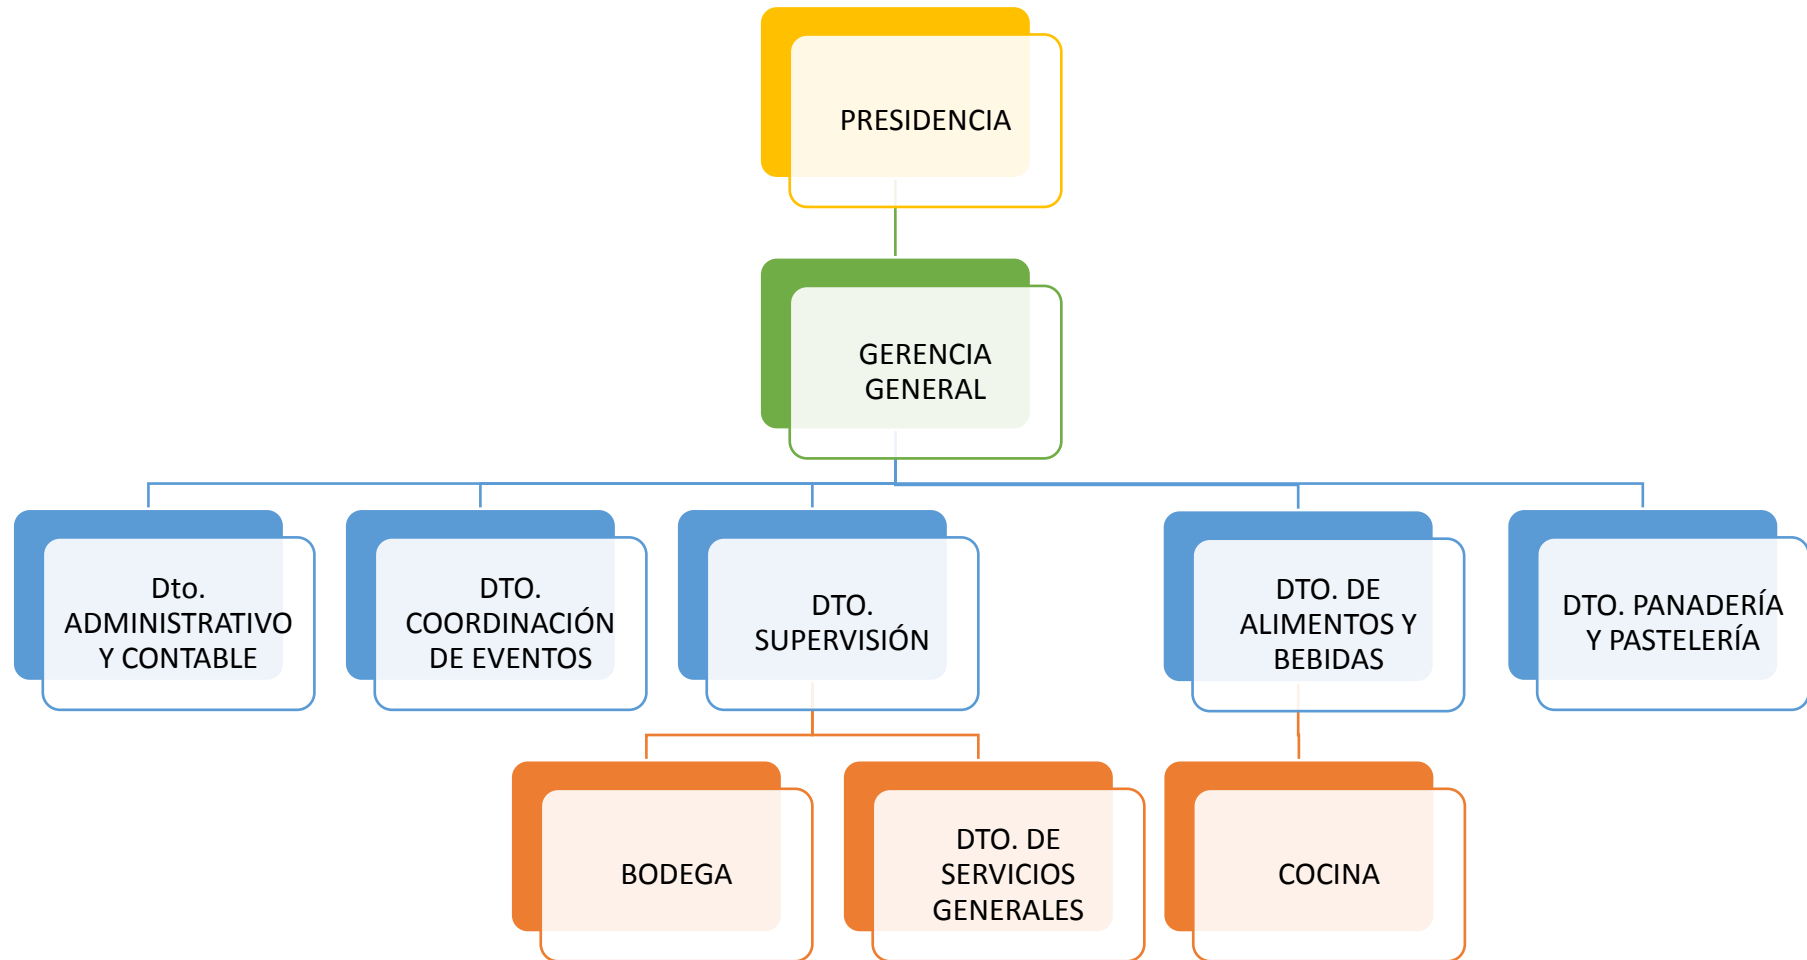 PRESIDENCIA
GERENCIA
GENERAL
Dto.
ADMINISTRATIVO
Y CONTABLE
DTO.
COORDINACIÓN
DE EVENTOS
DTO.
SUPERVISIÓN
DTO. DE
ALIMENTOS Y
BEBIDAS
DTO. PANADERÍA
Y PASTELERÍA
BODEGA
DTO. DE
SERVICIOS
GENERALES
COCINA